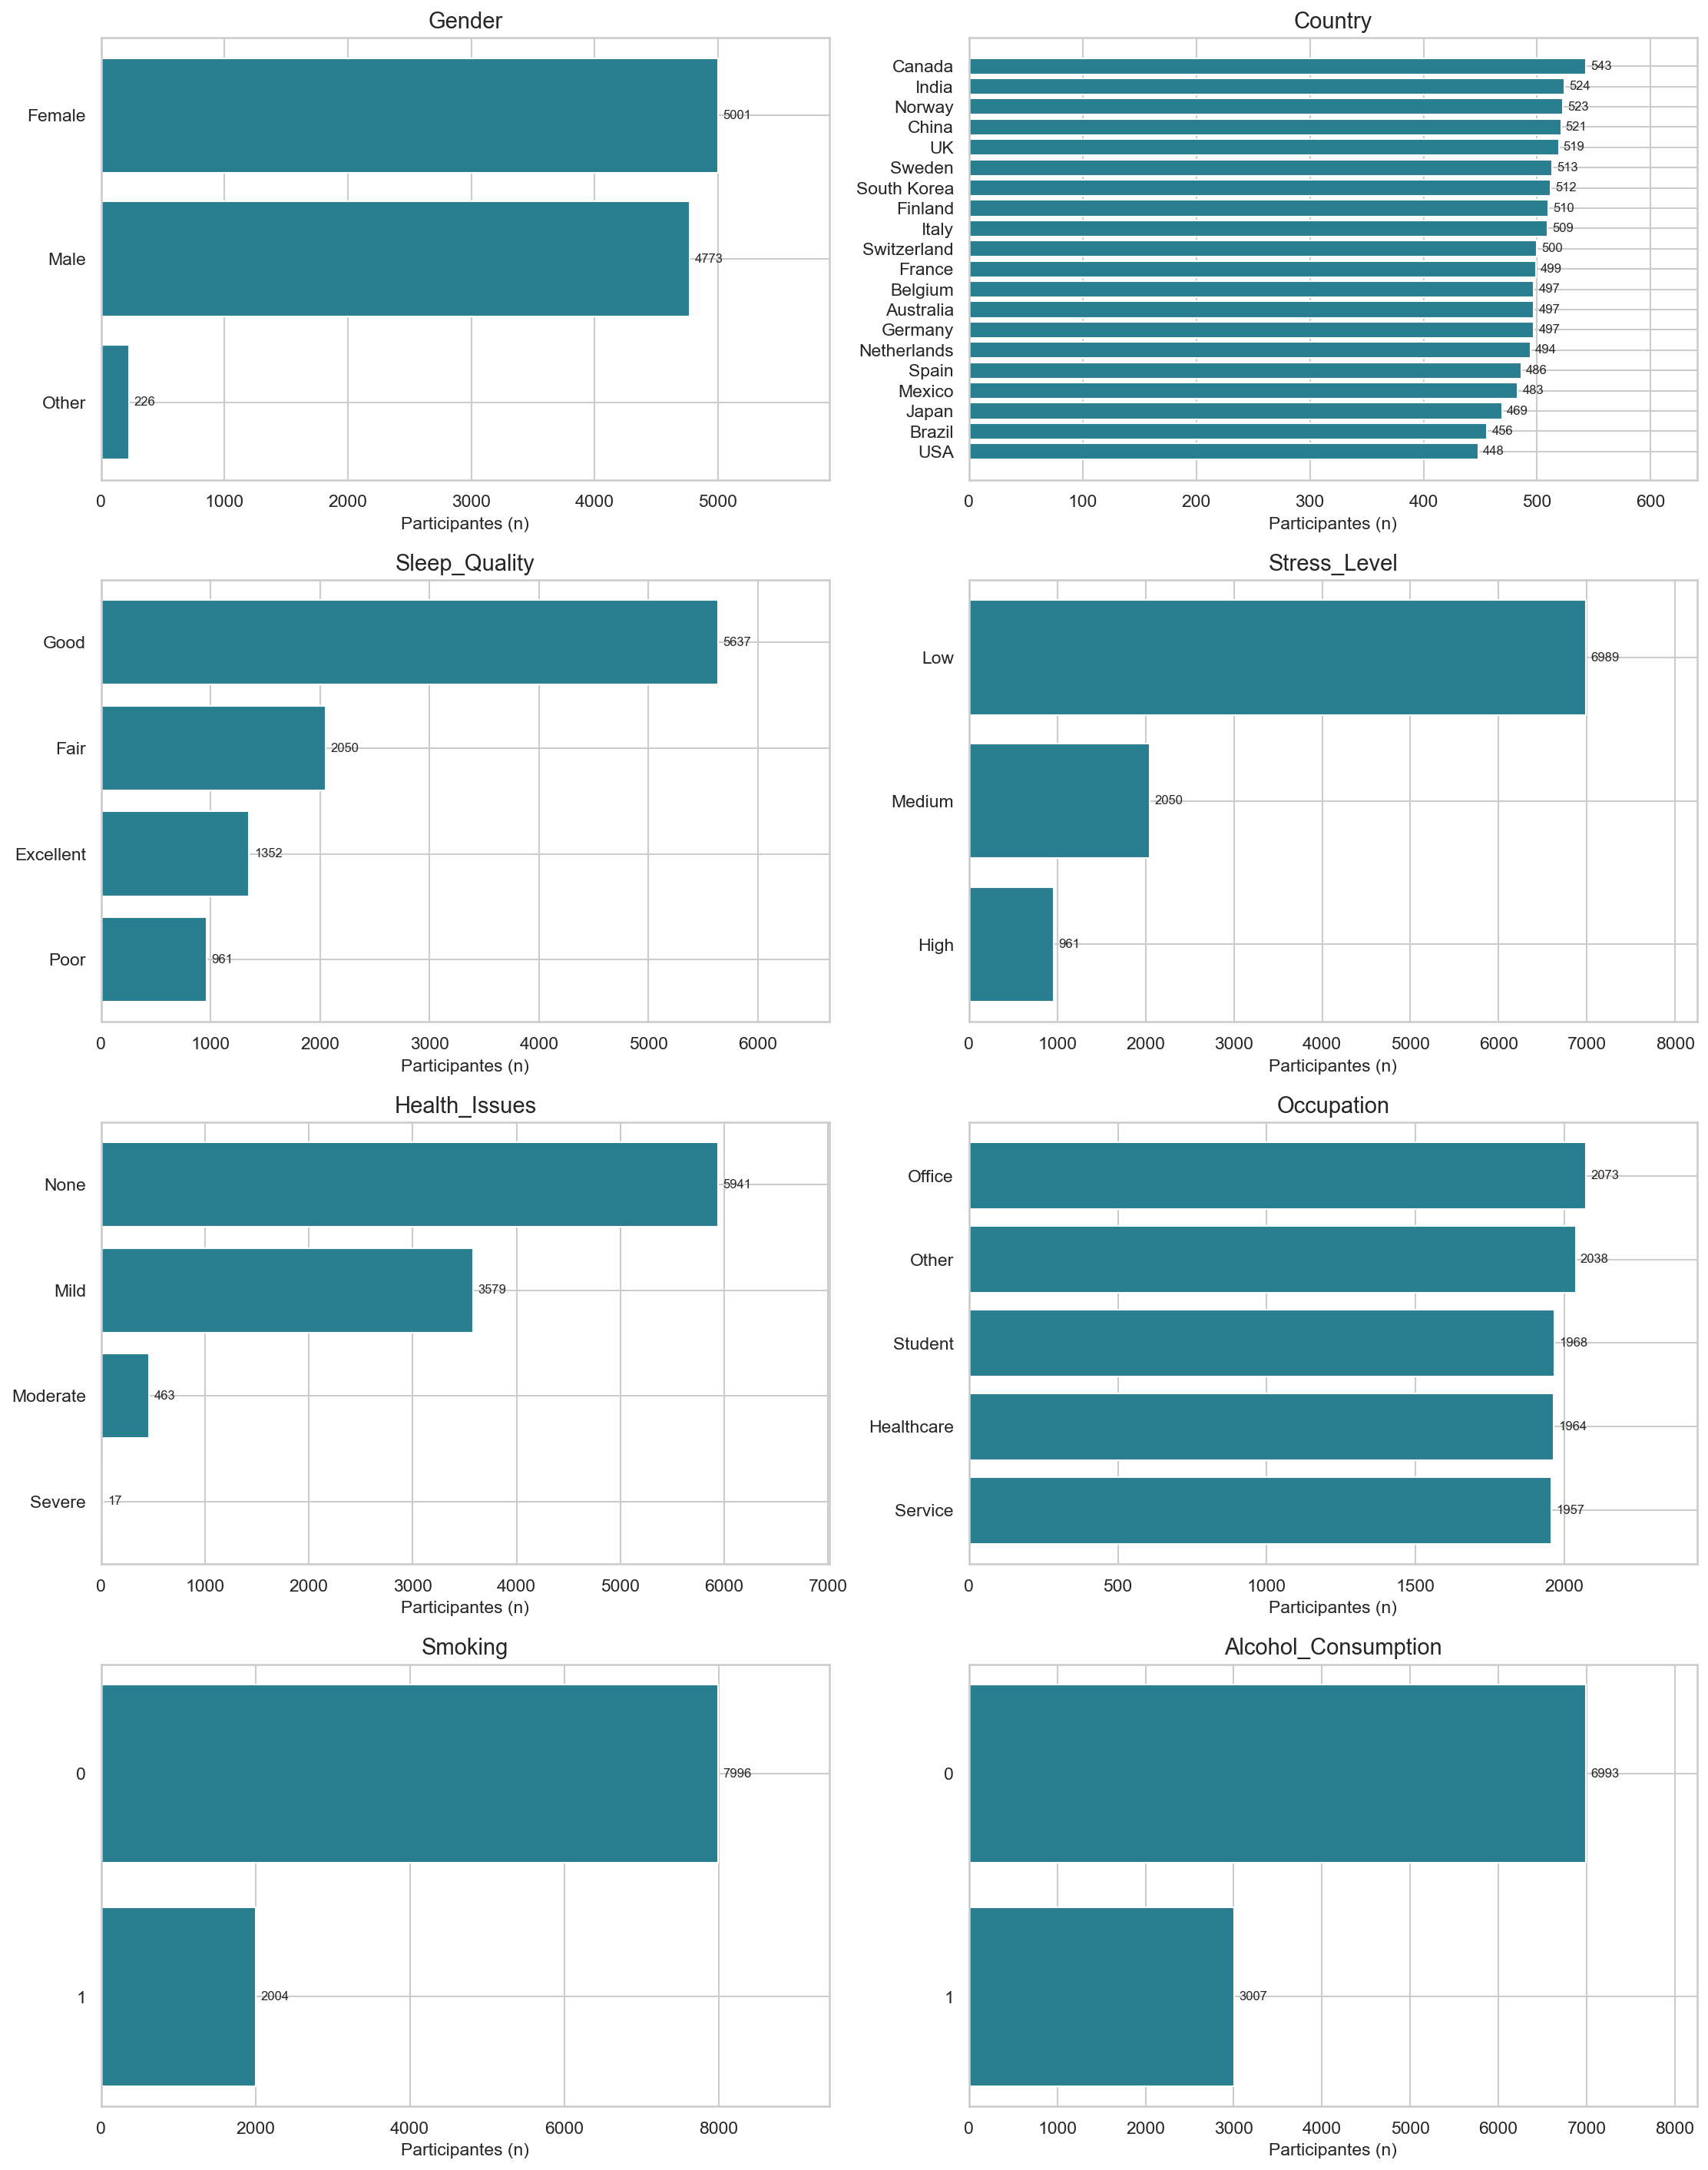 Gender
Female
5001
Male
4773
Other
226
0 1000 2000 3000 4000 5000
Participantes (n)
Country
Canada 543
India 524
Norway 523
China 521
UK 519
Sweden 513
South Korea 512
Finland 510
Italy 509
Switzerland 500
France 499
Belgium 497
Australia 497
Germany 497
Netherlands 494
Spain 486
Mexico 483
Japan 469
Brazil 456
USA 448
0 100 200 300 400 500 600
Participantes (n)
Sleep_Quality
Good 5637
Fair 2050
Excellent 1352
Poor 961
0 1000 2000 3000 4000 5000 6000
Participantes (n)
Stress_Level
Low 6989
Medium 2050
High 961
0 1000 2000 3000 4000 5000 6000 7000 8000
Participantes (n)
Health_Issues
None 5941
Mild 3579
Moderate 463
Severe 17
0 1000 2000 3000 4000 5000 6000 7000
Participantes (n)
Occupation
Office 2073
Other 2038
Student 1968
Healthcare 1964
Service 1957
0 500 1000 1500 2000
Participantes (n)
Smoking
0 7996
1 2004
0 2000 4000 6000 8000
Participantes (n)
Alcohol_Consumption
0 6993
1 3007
0 1000 2000 3000 4000 5000 6000 7000 8000
Participantes (n)